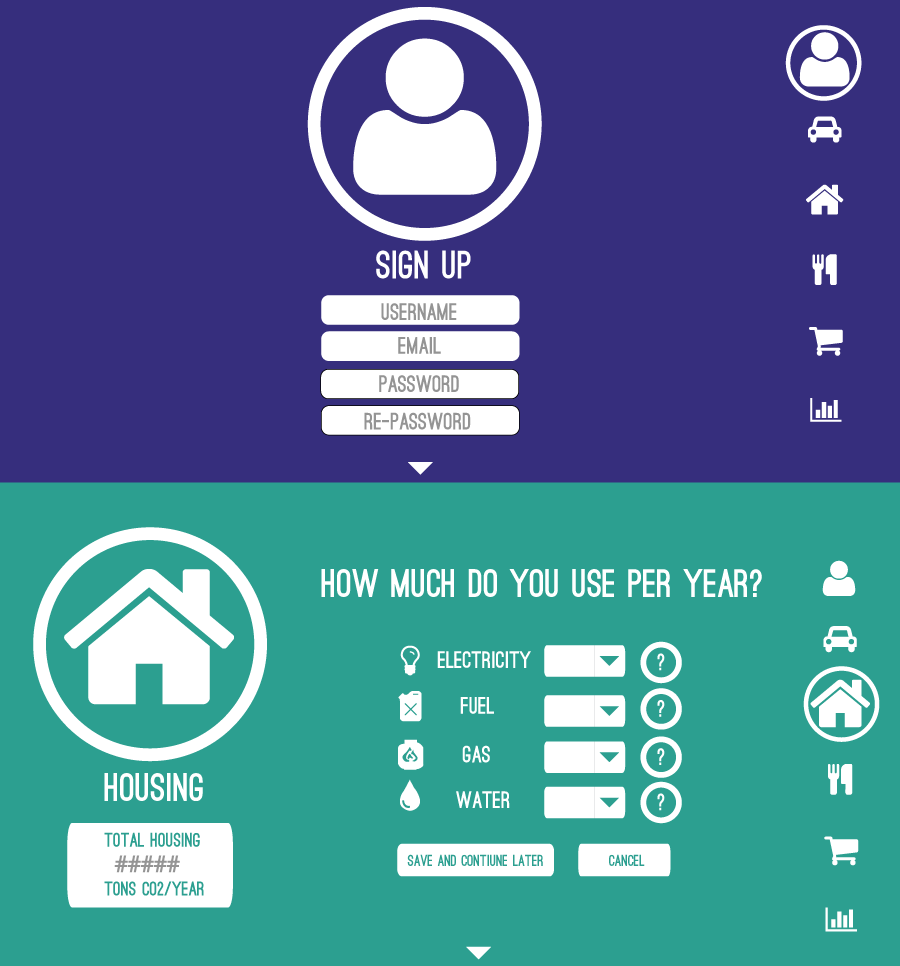 SIGN UP
USERNAME
EMAIL
PASSWORD
RE-PASSWORD
HOW MUCH DO YOU USE PER YEAR?
ELECTRICITY ?
FUEL ?
GAS ?
WATER ?
SAVE AND CONTIUNE LATER CANCEL
HOUSING
TOTAL HOUSING
#####
TONS CO2/YEAR